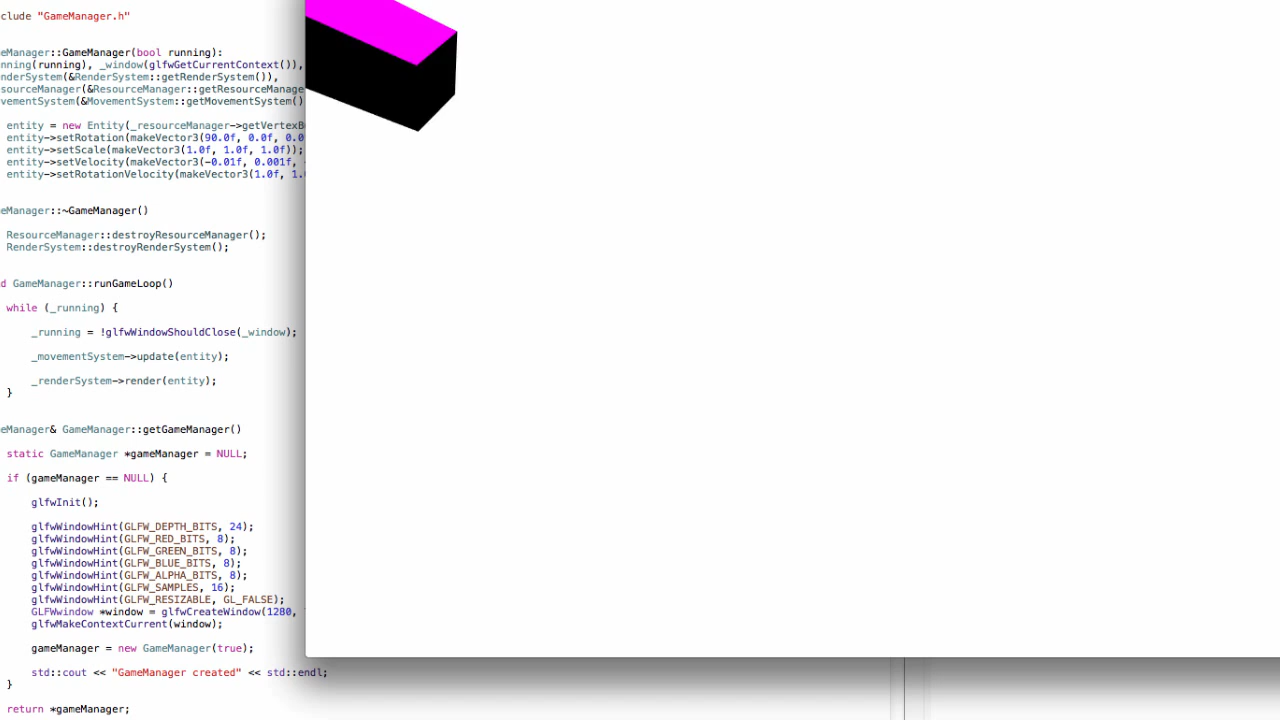 clude "GameManager.h"
eManager::GameManager(bool running):
nning(running), _window(glfwGetCurrentContext()),
nderSystem(&RenderSystem::getRenderSystem()),
sourceManager(&ResourceManager::getResourceManage
vementSystem(&MovementSystem::getMovementSystem()
entity = new Entity(_resourceManager->getVertexB
entity->setRotation(makeVector3(90.0f, 0.0f, 0.0
entity->setScale(makeVector3(1.0f, 1.0f, 1.0f));
entity->setVelocity(makeVector3(-0.01f, 0.001f,
entity->setRotationVelocity(makeVector3(1.0f, 1.
eManager::~GameManager()
ResourceManager::destroyResourceManager();
RenderSystem::destroyRenderSystem();
d GameManager::runGameLoop()
while (_running) {
_running = !glfwWindowShouldClose(_window);
_movementSystem->update(entity);
_renderSystem->render(entity);
}
eManager& GameManager::getGameManager()
static GameManager *gameManager = NULL;
if (gameManager == NULL) {
glfwInit();
glfwWindowHint(GLFW_DEPTH_BITS, 24);
glfwWindowHint(GLFW_RED_BITS, 8);
glfwWindowHint(GLFW_GREEN_BITS, 8);
glfwWindowHint(GLFW_BLUE_BITS, 8);
glfwWindowHint(GLFW_ALPHA_BITS, 8);
glfwWindowHint(GLFW_SAMPLES, 16);
glfwWindowHint(GLFW_RESIZABLE, GL_FALSE);
GLFWwindow *window = glfwCreateWindow(1280,
glfwMakeContextCurrent(window);
gameManager = new GameManager(true);
std::cout << "GameManager created" << std::endl;
}
return *gameManager;